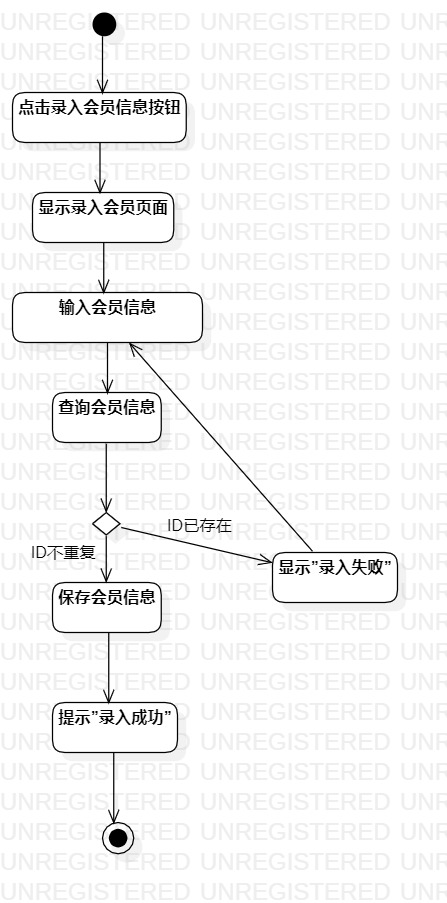 点击录入会员信息按钮
显示录入会员页面
输入会员信息
查询会员信息
ID已存在
ID不重复
显示”录入失败”
保存会员信息
提示”录入成功”
UNREGISTERED